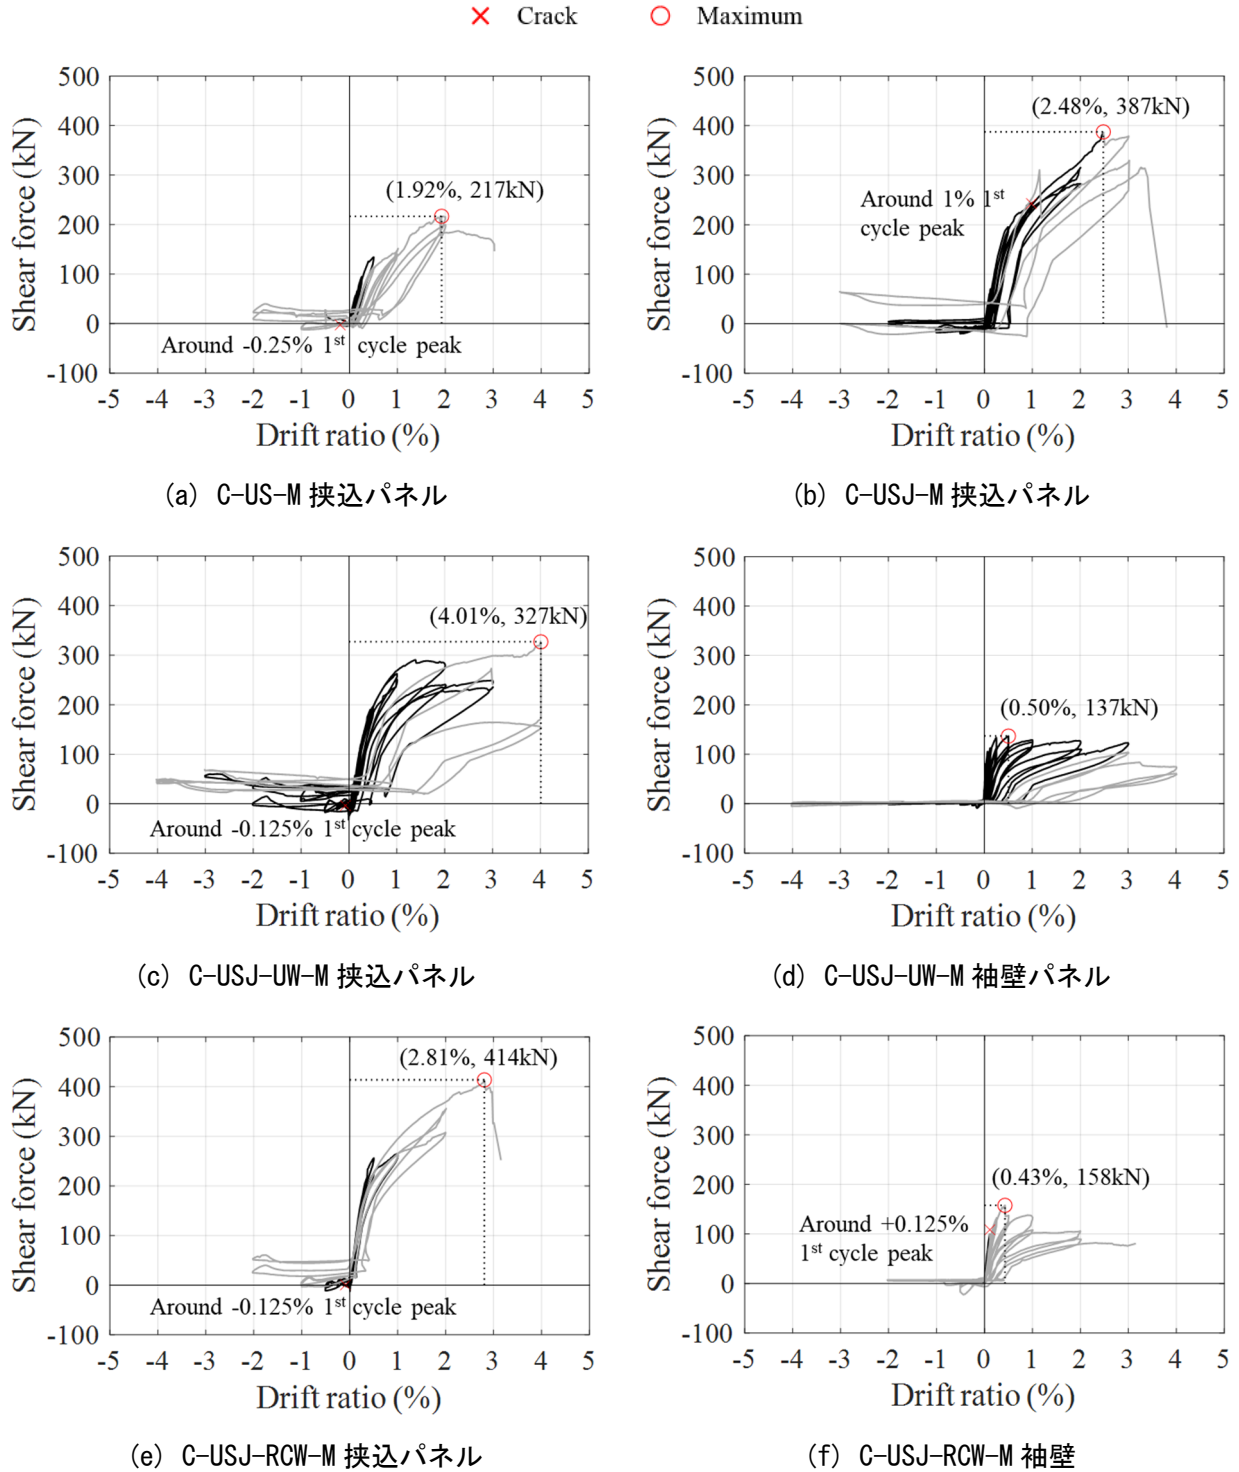 × Crack ○ Maximum
500
400
300
200
100
0
-100
Shear force (kN)
(1.92%, 217kN)
Around -0.25% 1st cycle peak
-5 -4 -3 -2 -1 0 1 2 3 4 5
Drift ratio (%)
(a) C-US-M 挟込パネル
500
400
300
200
100
0
-100
Shear force (kN)
(2.48%, 387kN)
Around 1% 1st
cycle peak
-5 -4 -3 -2 -1 0 1 2 3 4 5
Drift ratio (%)
(b) C-USJ-M 挟込パネル
500
400
300
200
100
0
-100
Shear force (kN)
(4.01%, 327kN)
Around -0.125% 1st cycle peak
-5 -4 -3 -2 -1 0 1 2 3 4 5
Drift ratio (%)
(c) C-USJ-UW-M 挟込パネル
500
400
300
200
100
0
-100
Shear force (kN)
(0.50%, 137kN)
-5 -4 -3 -2 -1 0 1 2 3 4 5
Drift ratio (%)
(d) C-USJ-UW-M 袖壁パネル
500
400
300
200
100
0
-100
Shear force (kN)
(2.81%, 414kN)
Around -0.125% 1st cycle peak
-5 -4 -3 -2 -1 0 1 2 3 4 5
Drift ratio (%)
(e) C-USJ-RCW-M 挟込パネル
500
400
300
200
100
0
-100
Shear force (kN)
(0.43%, 158kN)
Around +0.125%
1st cycle peak
-5 -4 -3 -2 -1 0 1 2 3 4 5
Drift ratio (%)
(f) C-USJ-RCW-M 袖壁